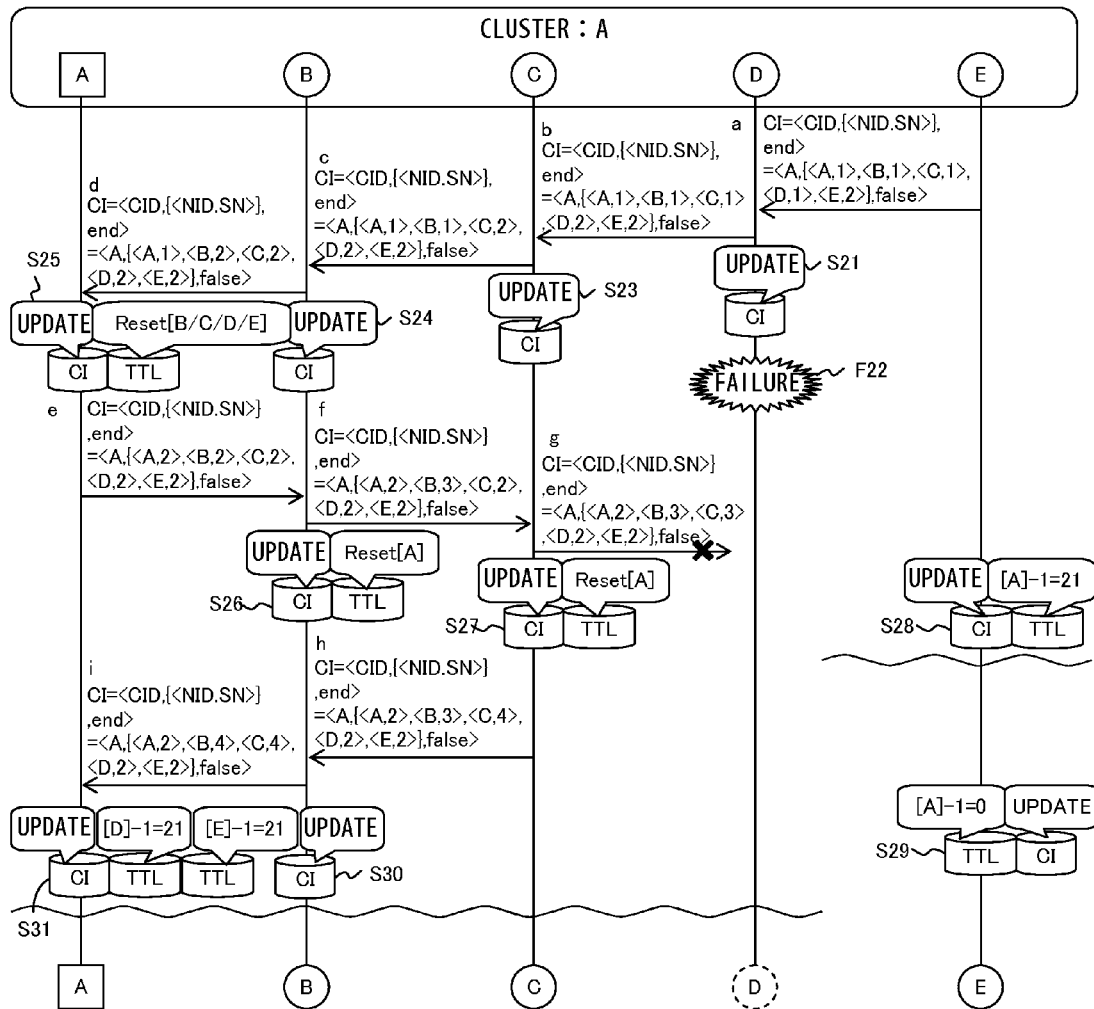 CLUSTER：A
A
B
C
D
E
a
CI=<CID,{<NID.SN>},
end>
=<A,{<A,1>,<B,1>,<C,1>,
<D,1>,<E,2>},false>
b
CI=<CID,{<NID.SN>},
end>
=<A,{<A,1>,<B,1>,<C,1>
,<D,2>,<E,2>},false>
c
CI=<CID,{<NID.SN>},
end>
=<A,{<A,1>,<B,1>,<C,2>,
<D,2>,<E,2>},false>
d
CI=<CID,{<NID.SN>},
end>
=<A,{<A,1>,<B,2>,<C,2>,
<D,2>,<E,2>},false>
UPDATE
S21
CI
UPDATE
S23
CI
S25
UPDATE
Reset[B/C/D/E]
UPDATE
S24
CI
TTL
CI
FAILURE
F22
e
CI=<CID,{<NID.SN>}
,end>
=<A,{<A,2>,<B,2>,<C,2>,
<D,2>,<E,2>},false>
f
CI=<CID,{<NID.SN>}
,end>
=<A,{<A,2>,<B,3>,<C,2>,
<D,2>,<E,2>},false>
g
CI=<CID,{<NID.SN>}
,end>
=<A,{<A,2>,<B,3>,<C,3>
,<D,2>,<E,2>},false>
UPDATE
Reset[A]
S26
CI
TTL
UPDATE
Reset[A]
S27
CI
TTL
UPDATE
[A]-1=21
S28
CI
TTL
h
CI=<CID,{<NID.SN>}
,end>
=<A,{<A,2>,<B,3>,<C,4>,
<D,2>,<E,2>},false>
i
CI=<CID,{<NID.SN>}
,end>
=<A,{<A,2>,<B,4>,<C,4>,
<D,2>,<E,2>},false>
UPDATE
[D]-1=21
[E]-1=21
UPDATE
CI
TTL
TTL
CI
S30
S31
[A]-1=0
UPDATE
S29
TTL
CI
A
B
C
D
E